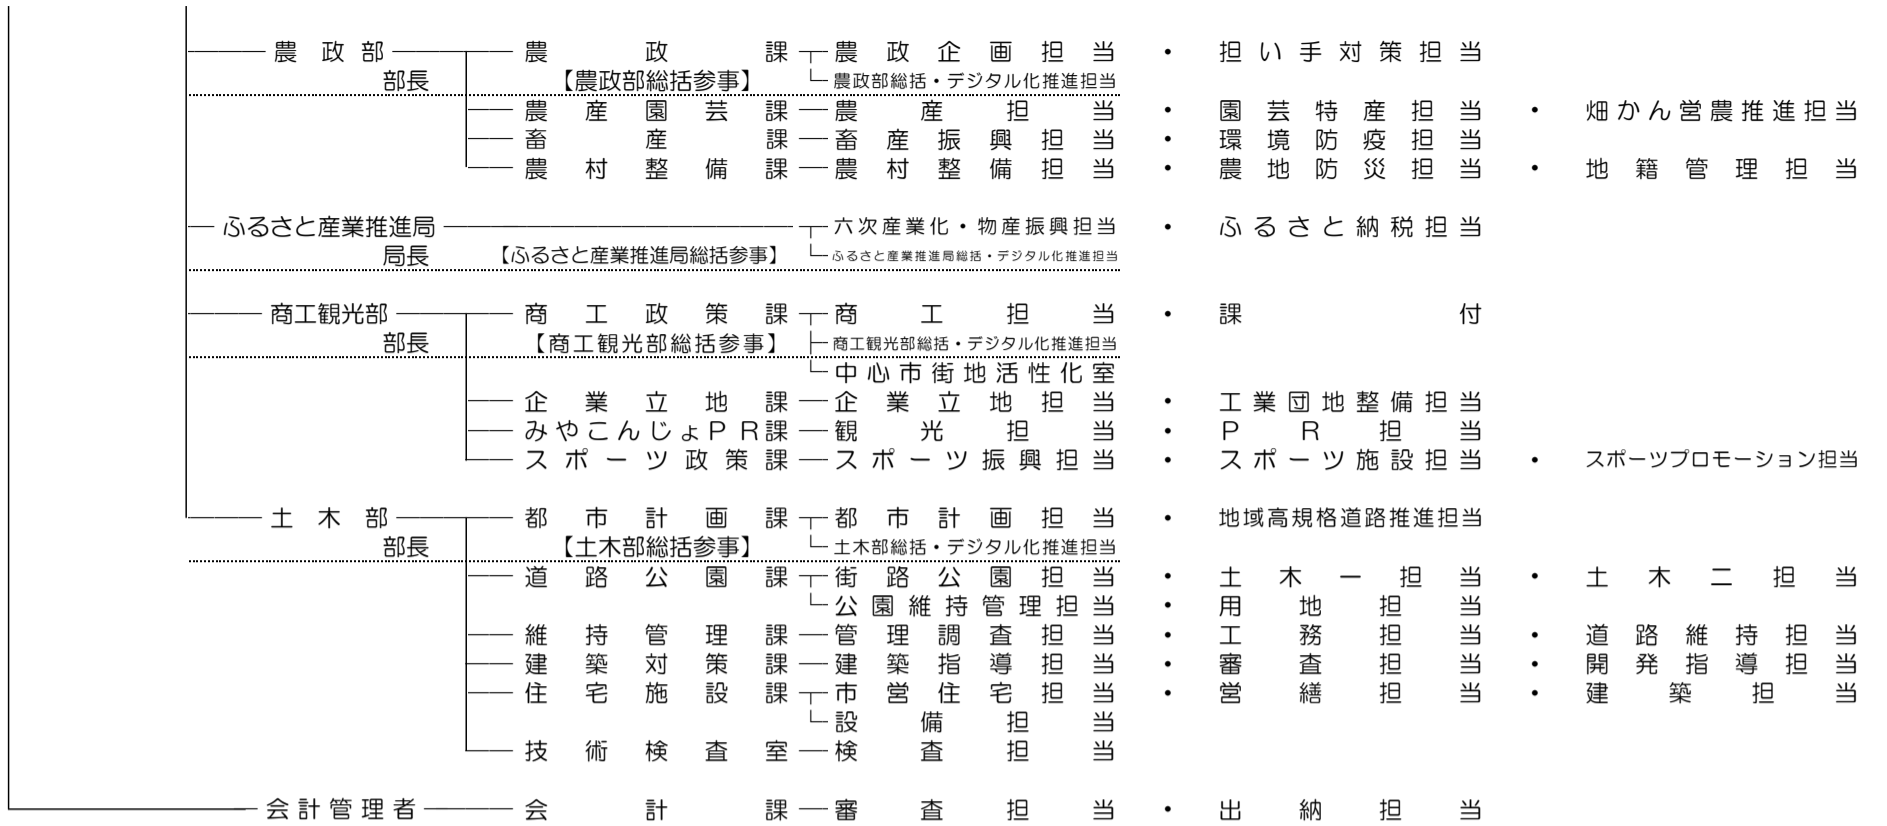 農政部 農政課 農政企画担当 ・ 担い手対策担当
部長 【農政部総括参事】 農政部総括・デジタル化推進担当
農産園芸課 農産担当 ・ 園芸特産担当 ・ 畑かん営農推進担当
畜産課 畜産振興担当 ・ 環境防疫担当
農村整備課 農村整備担当 ・ 農地防災担当 ・ 地籍管理担当
ふるさと産業推進局 六次産業化・物産振興担当 ・ ふるさと納税担当
局長 【ふるさと産業推進局総括参事】 ふるさと産業推進局総括・デジタル化推進担当
商工観光部 商工政策課 商工担当 ・ 課付
部長 【商工観光部総括参事】 商工観光部総括・デジタル化推進担当
中心市街地活性化室
企業立地課 企業立地担当 ・ 工業団地整備担当
みやこんじょＰＲ課 観光担当 ・ ＰＲ担当
スポーツ政策課 スポーツ振興担当 ・ スポーツ施設担当 ・ スポーツプロモーション担当
土木部 都市計画課 都市計画担当 ・ 地域高規格道路推進担当
部長 【土木部総括参事】 土木部総括・デジタル化推進担当
道路公園課 街路公園担当 ・ 土木一担当 ・ 土木二担当
公園維持管理担当 ・ 用地担当
維持管理課 管理調査担当 ・ 工務担当 ・ 道路維持担当
建築対策課 建築指導担当 ・ 審査担当 ・ 開発指導担当
住宅施設課 市営住宅担当 ・ 営繕担当 ・ 建築担当
設備担当
技術検査室 検査担当
会計管理者 会計課 審査担当 ・ 出納担当